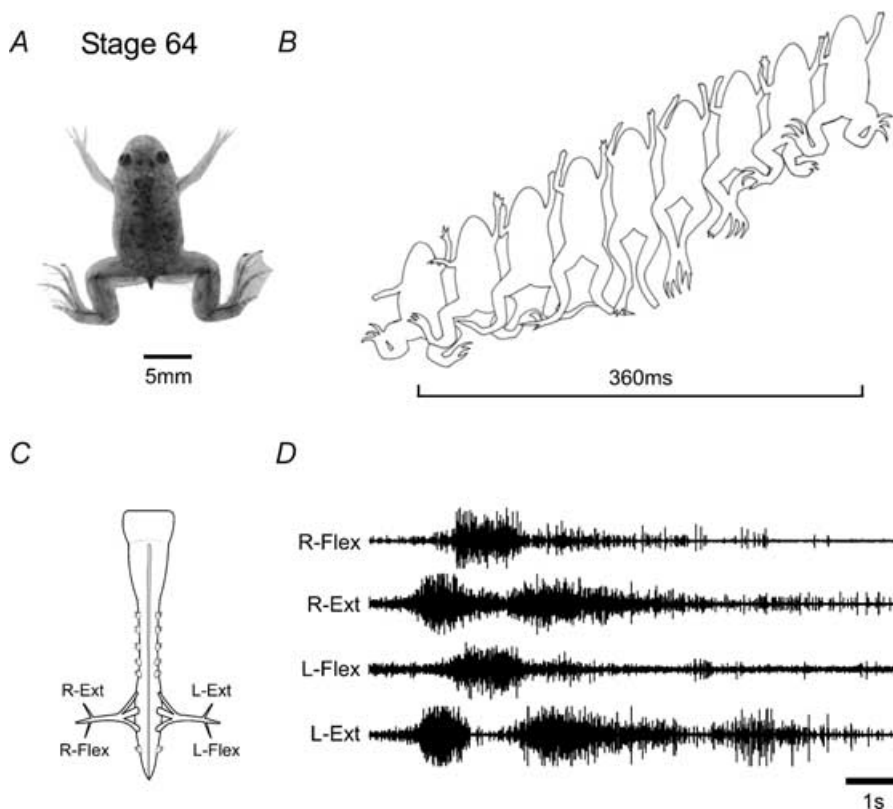 A Stage 64
B
5mm
360ms
C
R-Ext L-Ext
R-Flex L-Flex
D
R-Flex
R-Ext
L-Flex
L-Ext
1s